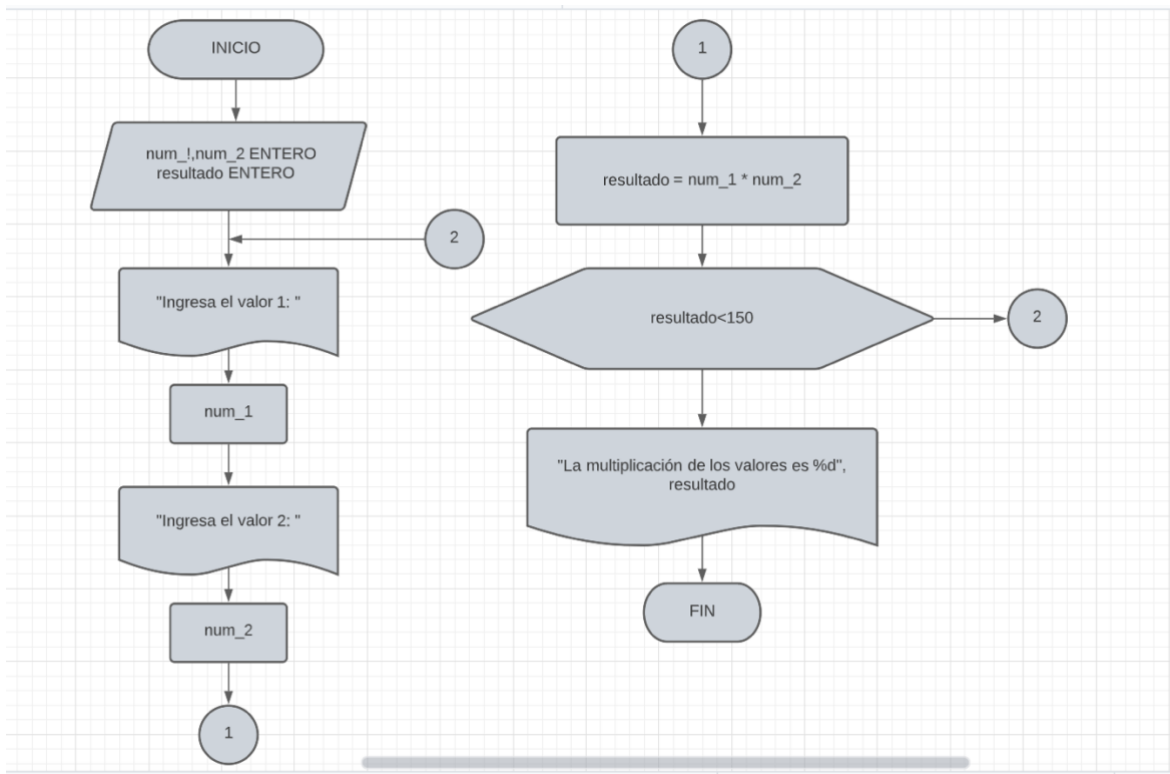 INICIO
num_!,num_2 ENTERO
resultado ENTERO
2
"Ingresa el valor 1: "
num_1
"Ingresa el valor 2: "
num_2
1
1
resultado = num_1 * num_2
resultado<150
2
"La multiplicación de los valores es %d",
resultado
FIN